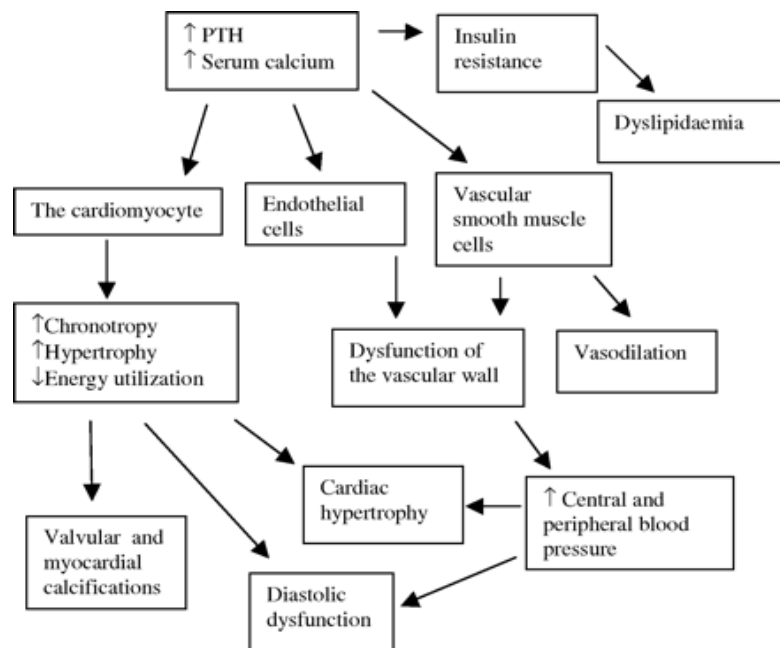 ↑ PTH
↑ Serum calcium
Insulin
resistance
Dyslipidaemia
The cardiomyocyte
Endothelial
cells
Vascular
smooth muscle
cells
↑Chronotropy
↑Hypertrophy
↓Energy utilization
Dysfunction of
the vascular wall
Vasodilation
Cardiac
hypertrophy
↑ Central and
peripheral blood
pressure
Valvular and
myocardial
calcifications
Diastolic
dysfunction